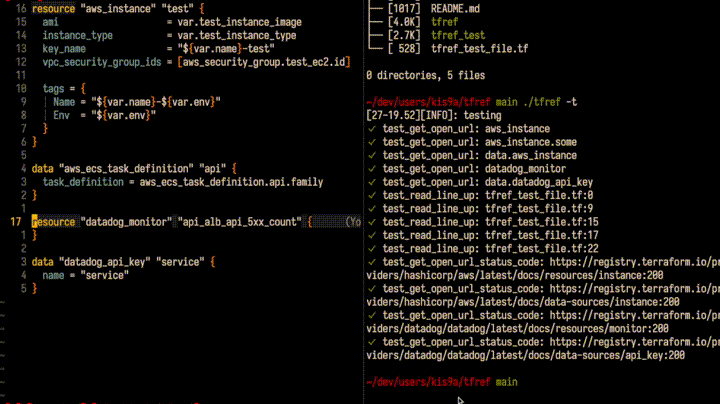 16 resource "aws_instance" "test" {
15   ami                    = var.test_instance_image
14   instance_type          = var.test_instance_type
13   key_name               = "${var.name}-test"
12   vpc_security_group_ids = [aws_security_group.test_ec2.id]
11
10   tags = {
9     Name = "${var.name}-${var.env}"
8     Env  = "${var.env}"
7   }
6 }
5
4 data "aws_ecs_task_definition" "api" {
3   task_definition = aws_ecs_task_definition.api.family
2 }
1
17 resource "datadog_monitor" "api_alb_api_5xx_count" {      (Yo
1 }
2
3 data "datadog_api_key" "service" {
4   name = "service"
5 }
├── [1017]  README.md
├── [4.0K]  tfref
├── [2.7K]  tfref_test
└── [ 528]  tfref_test_file.tf
0 directories, 5 files
~/dev/users/kis9a/tfref main ./tfref -t
[27-19.52][INFO]: testing
✓ test_get_open_url: aws_instance
✓ test_get_open_url: aws_instance.some
✓ test_get_open_url: data.aws_instance
✓ test_get_open_url: datadog_monitor
✓ test_get_open_url: data.datadog_api_key
✓ test_read_line_up: tfref_test_file.tf:0
✓ test_read_line_up: tfref_test_file.tf:9
✓ test_read_line_up: tfref_test_file.tf:15
✓ test_read_line_up: tfref_test_file.tf:17
✓ test_read_line_up: tfref_test_file.tf:22
✓ test_get_open_url_status_code: https://registry.terraform.io/pr
viders/hashicorp/aws/latest/docs/resources/instance:200
✓ test_get_open_url_status_code: https://registry.terraform.io/pr
viders/hashicorp/aws/latest/docs/data-sources/instance:200
✓ test_get_open_url_status_code: https://registry.terraform.io/pr
viders/datadog/datadog/latest/docs/resources/monitor:200
✓ test_get_open_url_status_code: https://registry.terraform.io/pr
viders/datadog/datadog/latest/docs/data-sources/api_key:200
~/dev/users/kis9a/tfref main